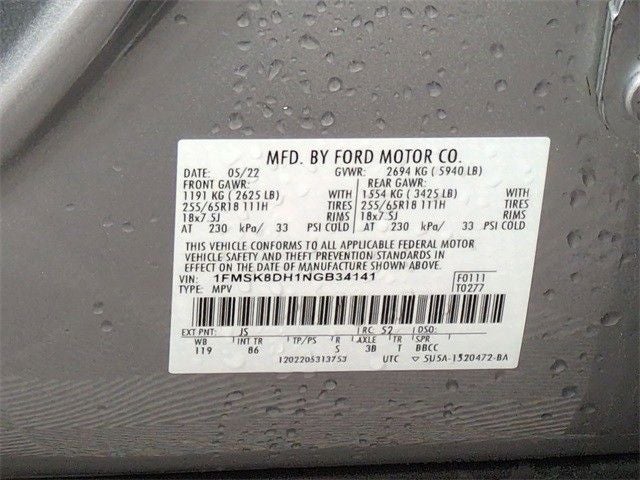 MFD. BY FORD MOTOR CO.
DATE: 05/22 GVWR: 2694 KG ( 5940 LB)
FRONT GAWR: REAR GAWR:
1191 KG ( 2625 LB) WITH 1554 KG ( 3425 LB) WITH
255/65R18 111H TIRES 255/65R18 111H TIRES
18x7.5J RIMS 18x7.5J RIMS
AT 230 kPa/ 33 PSI COLD AT 230 kPa/ 33 PSI COLD
THIS VEHICLE CONFORMS TO ALL APPLICABLE FEDERAL MOTOR
VEHICLE SAFETY AND THEFT PREVENTION STANDARDS IN
EFFECT ON THE DATE OF MANUFACTURE SHOWN ABOVE.
VIN: 1FMSK8DH1NGB34141 F0111
TYPE: MPV T0277
EXT PNT: JS RC: 52 DSO:
WB INT TR TP/PS R AXLE TR SPR
119 86 S 3B T BBCC
1202205313753 UTC ▽ 5U5A-1520472-BA